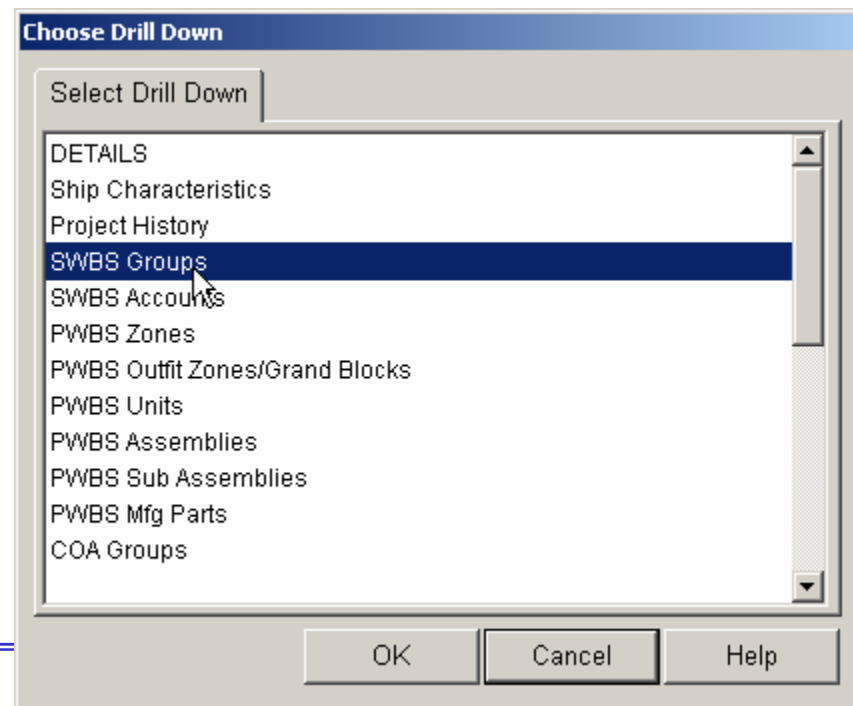 Choose Drill Down
Select Drill Down
DETAILS
Ship Characteristics
Project History
SWBS Groups
SWBS Accounts
PWBS Zones
PWBS Outfit Zones/Grand Blocks
PWBS Units
PWBS Assemblies
PWBS Sub Assemblies
PWBS Mfg Parts
COA Groups
OK Cancel Help